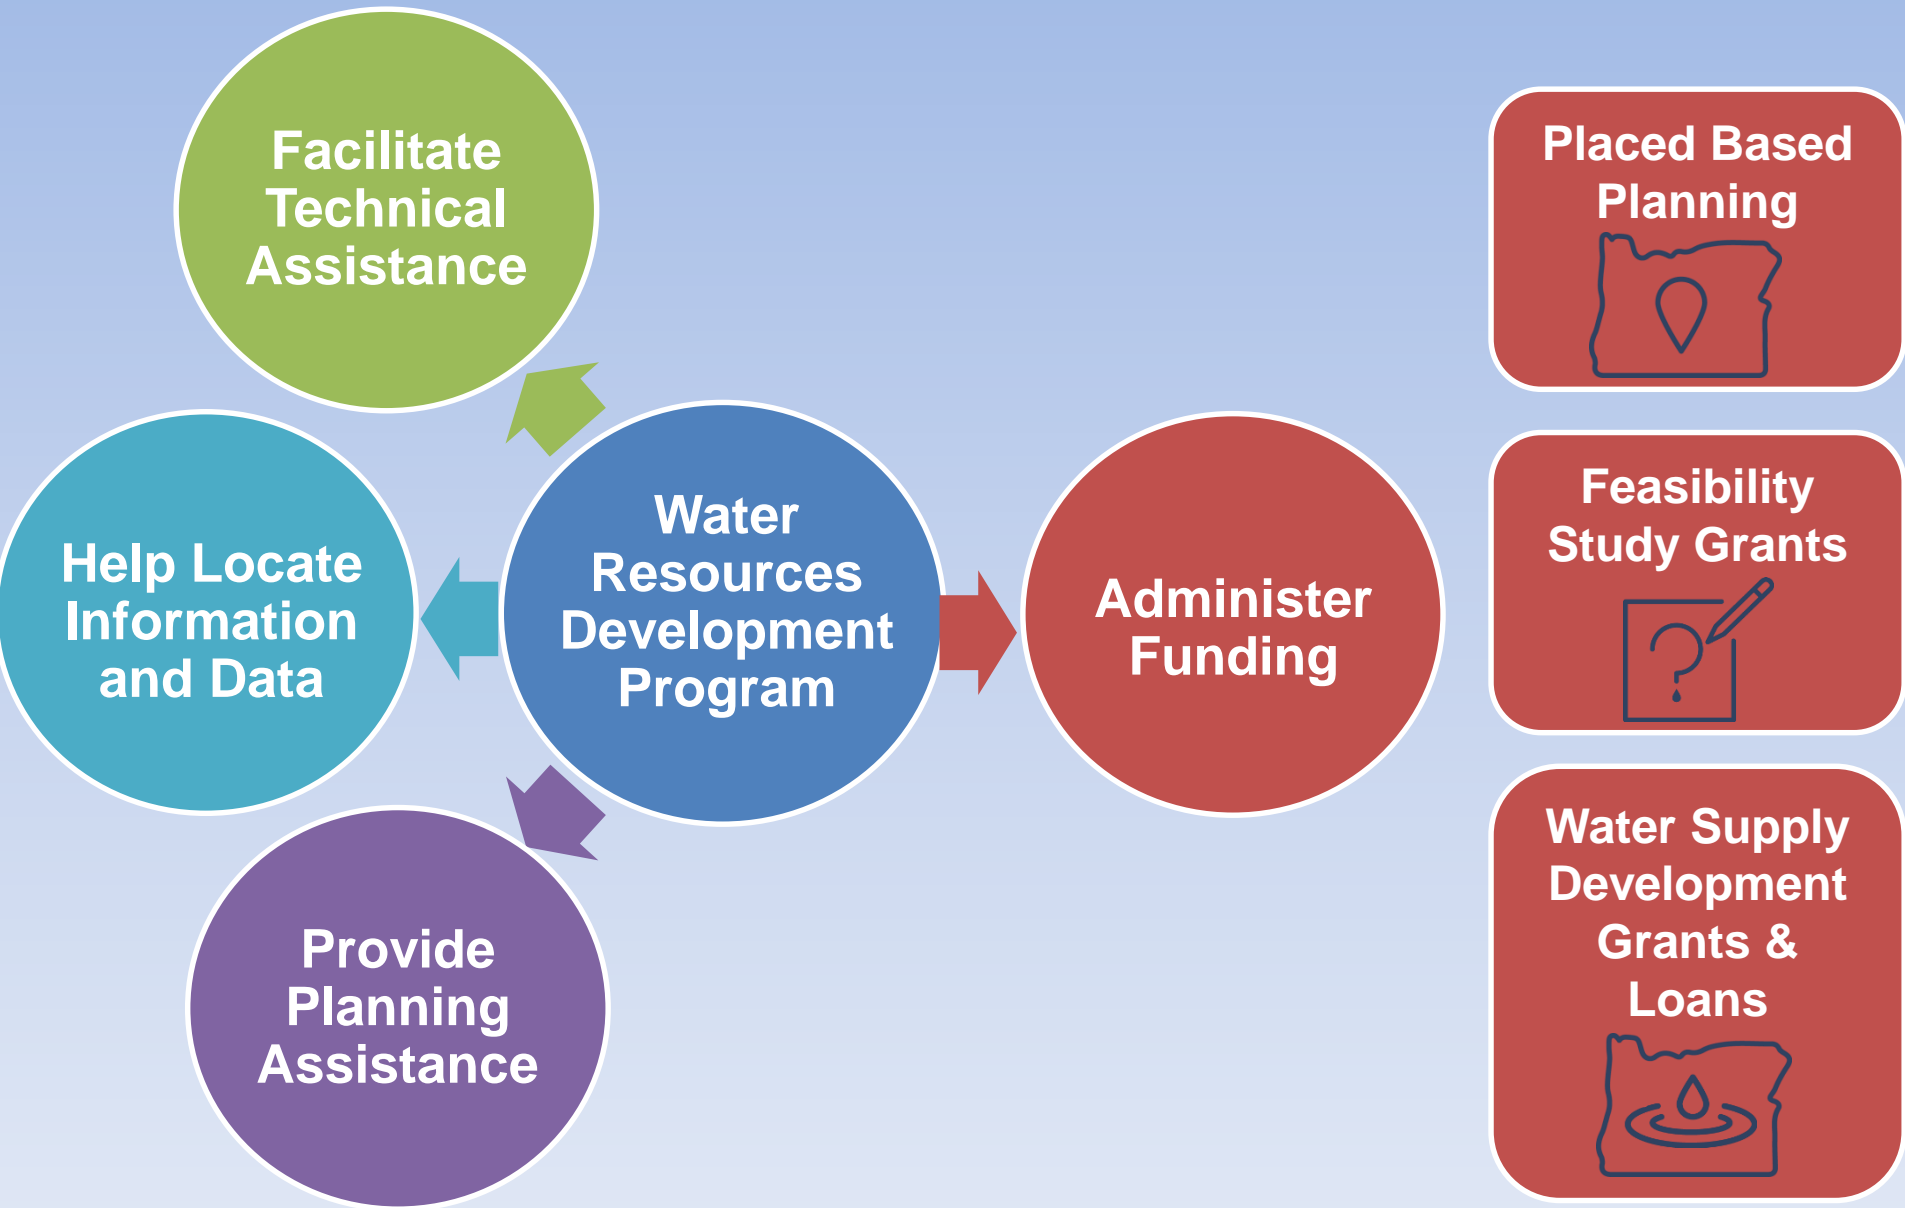 Facilitate
Technical
Assistance
Help Locate
Information
and Data
Water
Resources
Development
Program
Provide
Planning
Assistance
Administer
Funding
Placed Based
Planning
Feasibility
Study Grants
Water Supply
Development
Grants &
Loans